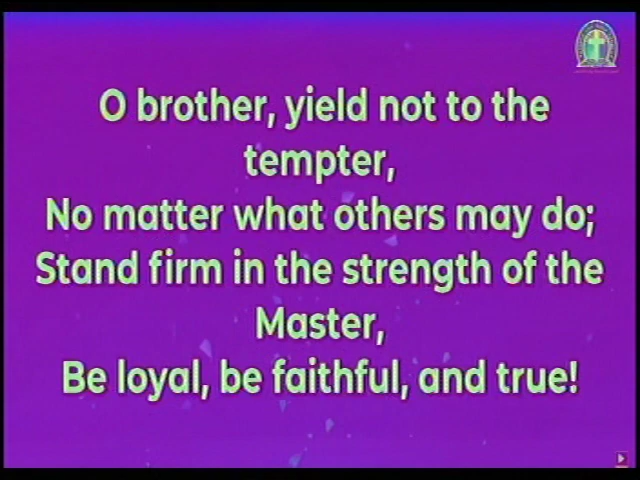 O brother, yield not to the
tempter,
No matter what others may do;
Stand firm in the strength of the
Master,
Be loyal, be faithful, and true!